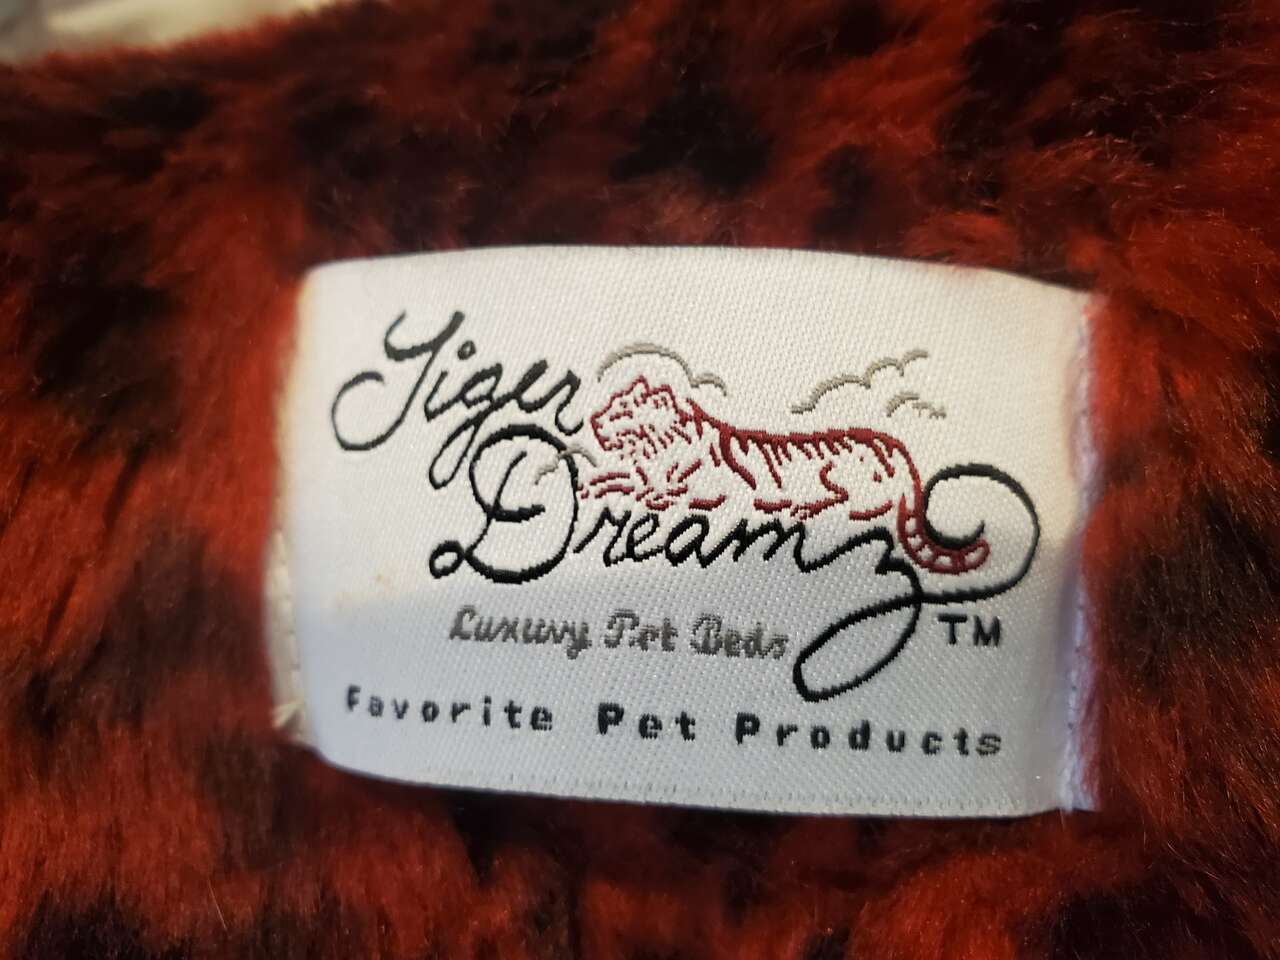 Tiger
Dreamz
TM
Luxury Pet Beds
Favorite Pet Products